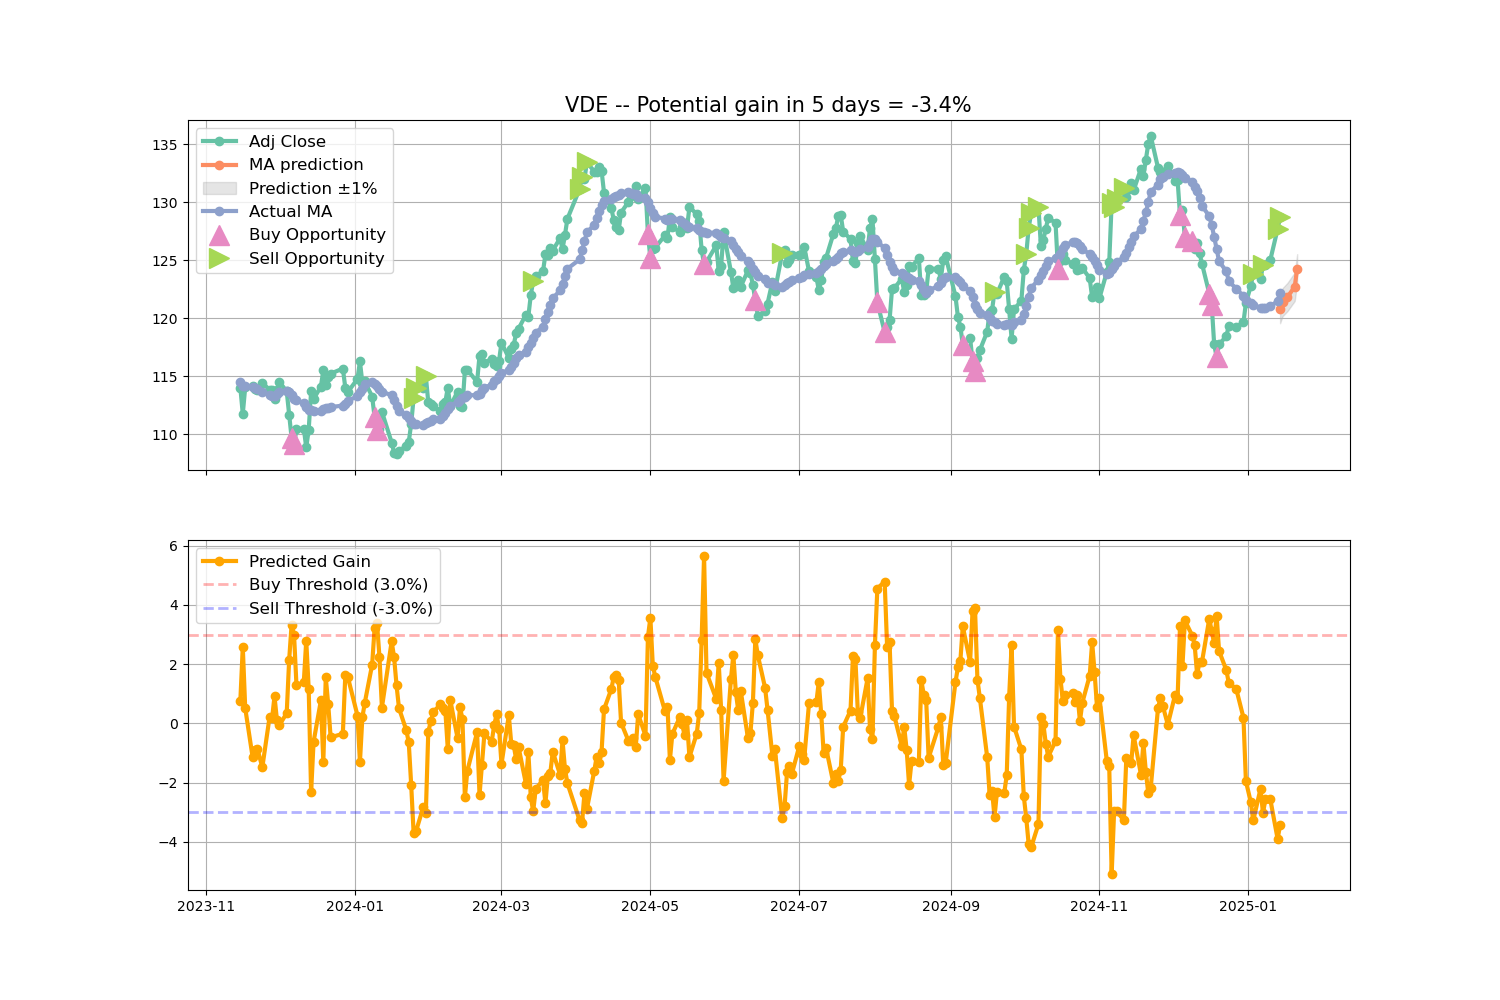 VDE -- Potential gain in 5 days = -3.4%
135
130
125
120
115
110
Adj Close
MA prediction
Prediction ±1%
Actual MA
Buy Opportunity
Sell Opportunity
6
4
2
0
−2
−4
Predicted Gain
Buy Threshold (3.0%)
Sell Threshold (-3.0%)
2023-11 2024-01 2024-03 2024-05 2024-07 2024-09 2024-11 2025-01